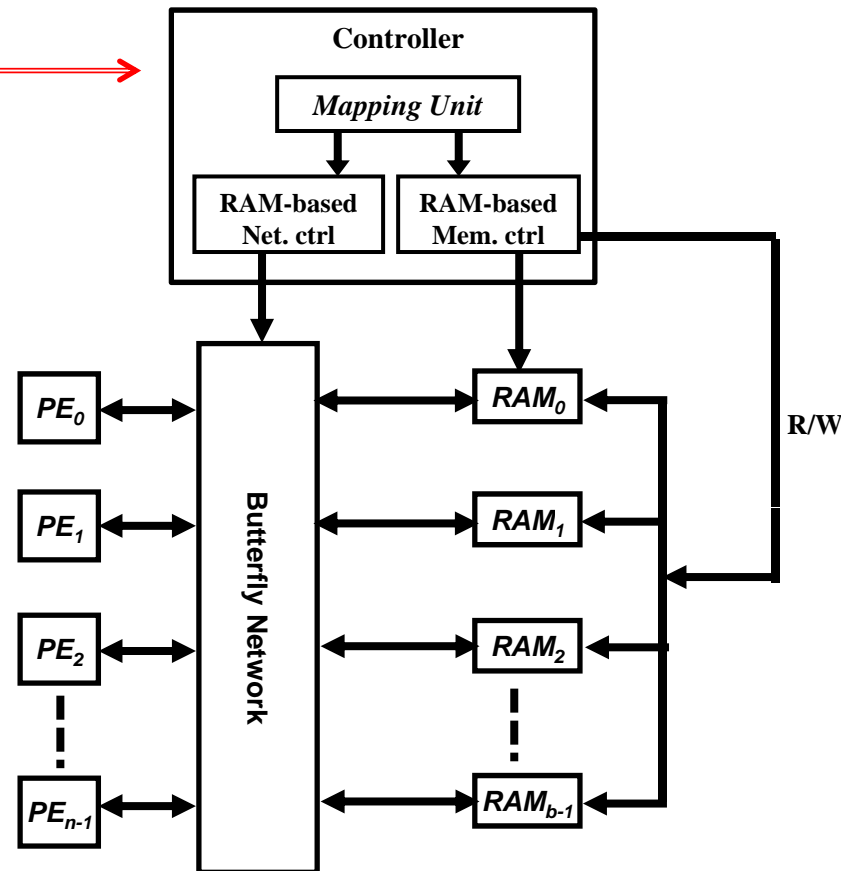 Controller
Mapping Unit
RAM-based
Net. ctrl
RAM-based
Mem. ctrl
R/W
Butterfly Network
PE0
RAM0
PE1
RAM1
PE2
RAM2
PEn-1
RAMb-1